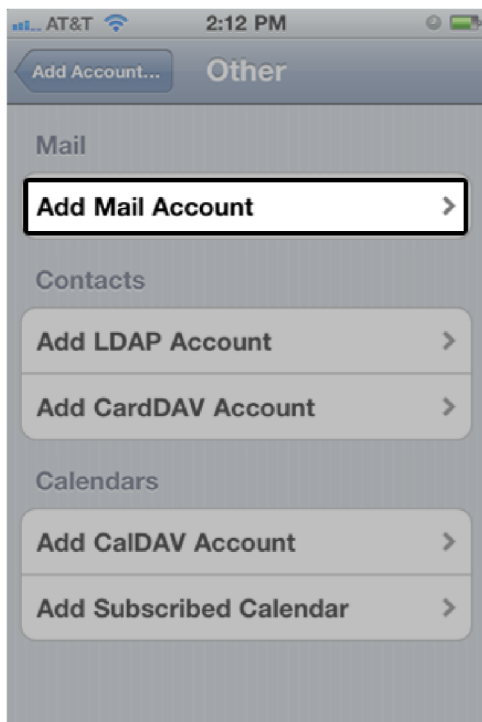 AT&T 2:12 PM
Add Account... Other
Mail
Add Mail Account
Contacts
Add LDAP Account
Add CardDAV Account
Calendars
Add CalDAV Account
Add Subscribed Calendar